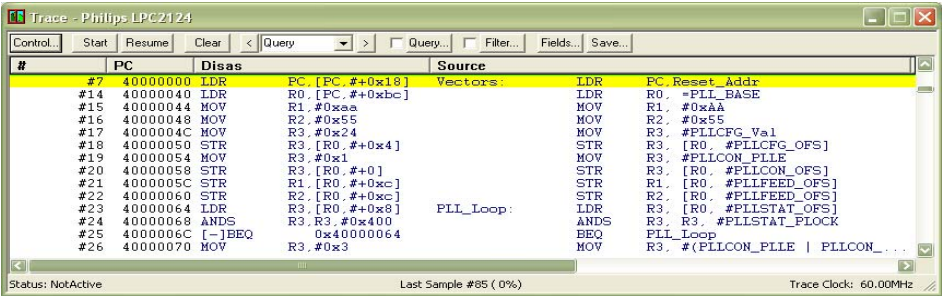 Trace - Philips LPC2124
Control... Start Resume Clear < Query > Query... Filter... Fields... Save...
# PC Disas Source
#7 40000000 LDR PC,[PC,#+0x18] Vectors: LDR PC,Reset_Addr
#14 40000040 LDR R0,[PC,#+0xbc] LDR R0, =PLL_BASE
#15 40000044 MOV R1,#0xaa MOV R1, #0xAA
#16 40000048 MOV R2,#0x55 MOV R2, #0x55
#17 4000004C MOV R3,#0x24 MOV R3, #PLLCFG_Val
#18 40000050 STR R3,[R0,#+0x4] STR R3, [R0, #PLLCFG_OFS]
#19 40000054 MOV R3,#0x1 MOV R3, #PLLCON_PLLE
#20 40000058 STR R3,[R0,#+0] STR R3, [R0, #PLLCON_OFS]
#21 4000005C STR R1,[R0,#+0xc] STR R1, [R0, #PLLFEED_OFS]
#22 40000060 STR R2,[R0,#+0xc] STR R2, [R0, #PLLFEED_OFS]
#23 40000064 LDR R3,[R0,#+0x8] PLL_Loop: LDR R3, [R0, #PLLSTAT_OFS]
#24 40000068 ANDS R3,R3,#0x400 ANDS R3, R3, #PLLSTAT_PLOCK
#25 4000006C [-]BEQ 0x40000064 BEQ PLL_Loop
#26 40000070 MOV R3,#0x3 MOV R3, #(PLLCON_PLLE | PLLCON_...
Status: NotActive Last Sample #85 ( 0%) Trace Clock: 60.00MHz